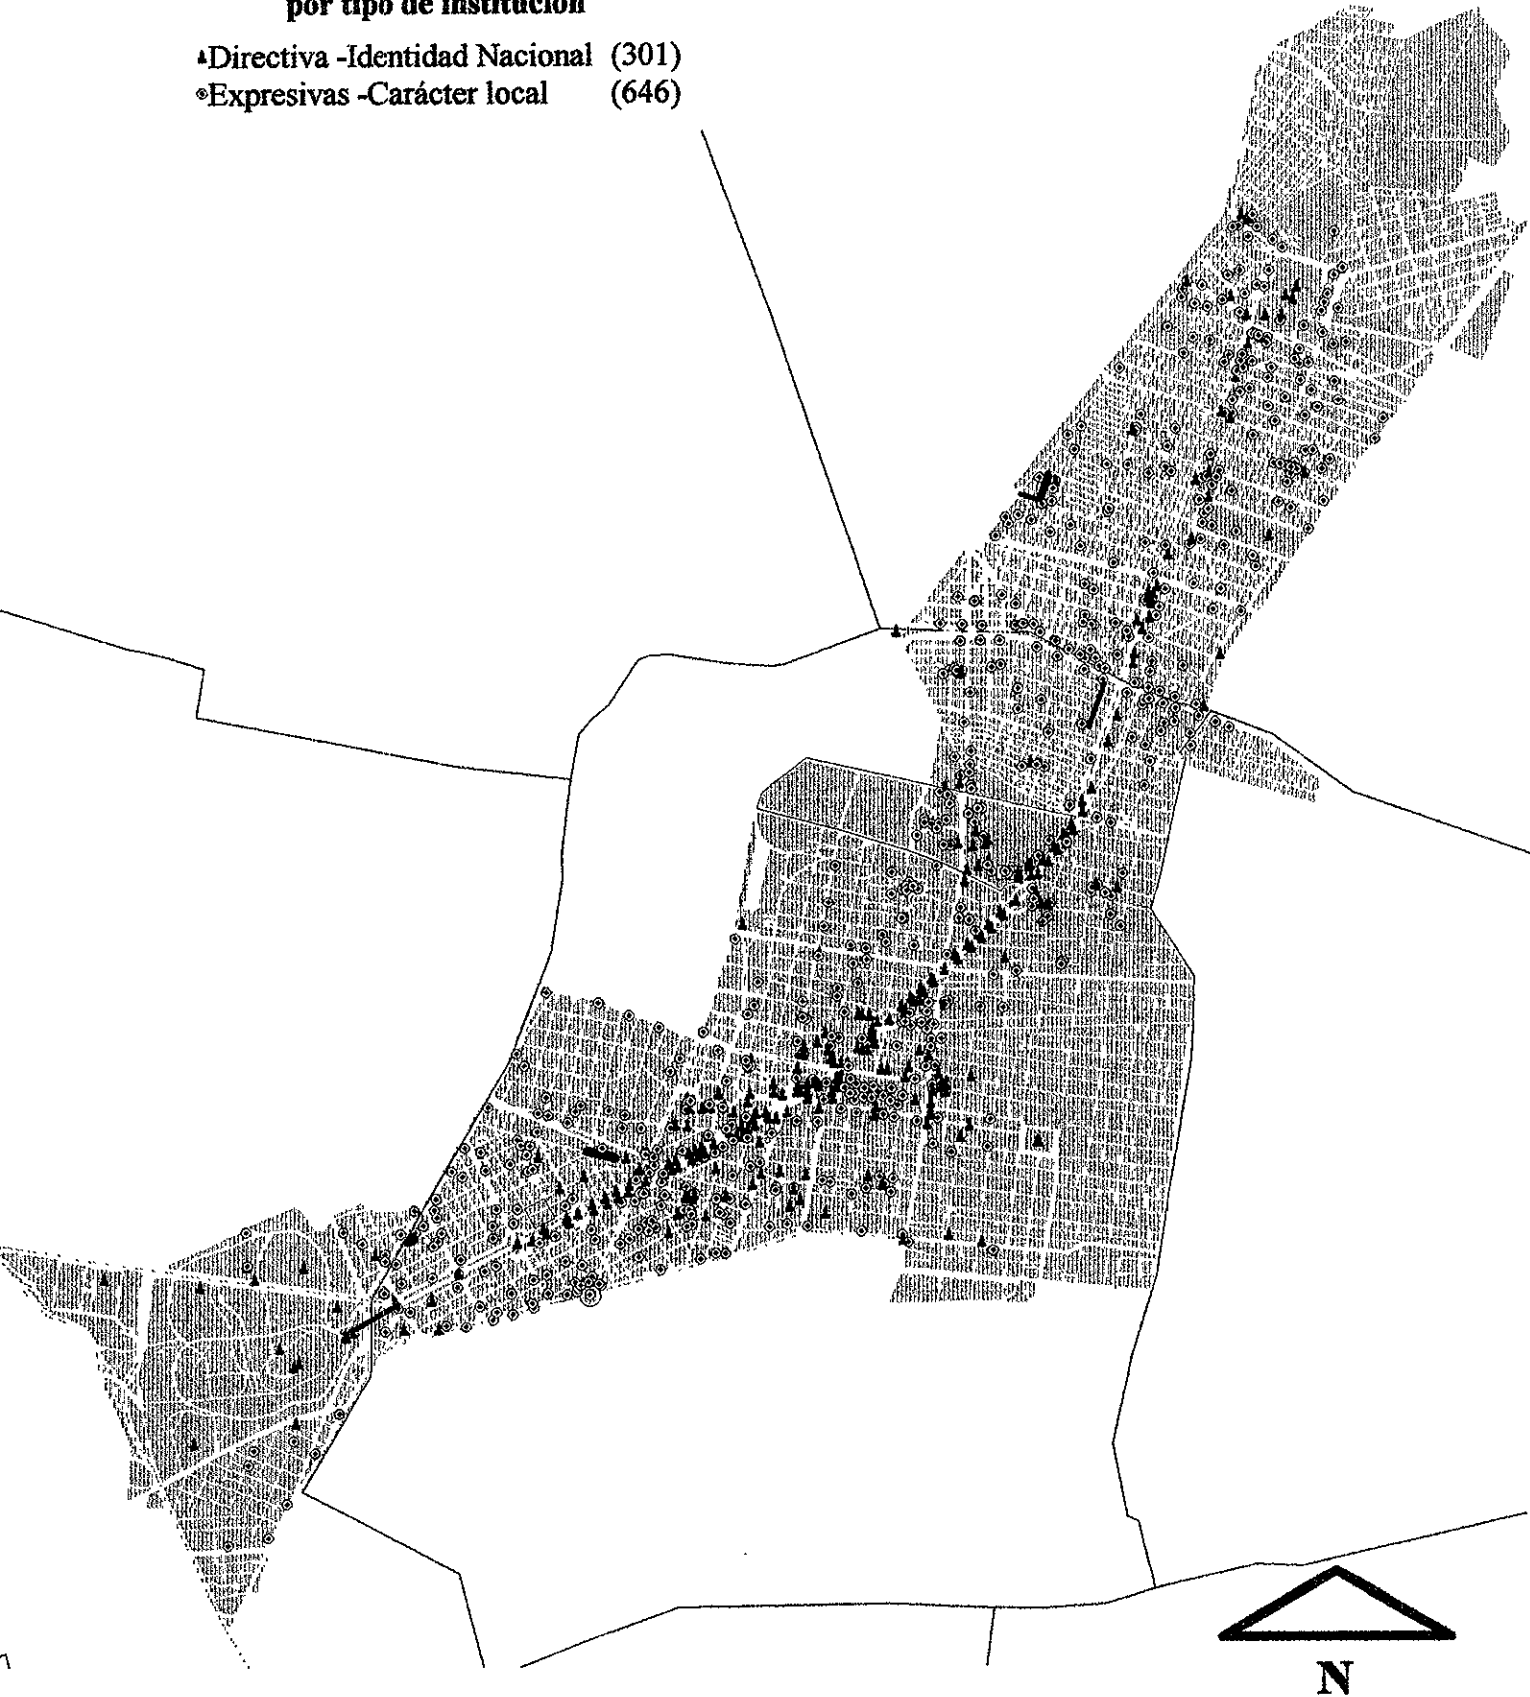 por tipo de institución
Directiva -Identidad Nacional (301)
Expresivas -Carácter local (646)
N